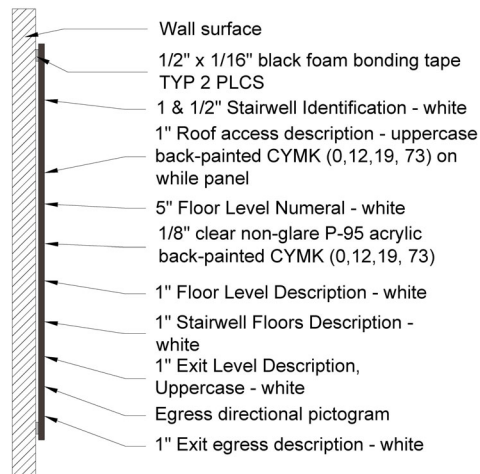 Wall surface
1/2" x 1/16" black foam bonding tape
TYP 2 PLCS
1 & 1/2" Stairwell Identification - white
1" Roof access description - uppercase
back-painted CYMK (0,12,19, 73) on
while panel
5" Floor Level Numeral - white
1/8" clear non-glare P-95 acrylic
back-painted CYMK (0,12,19, 73)
1" Floor Level Description - white
1" Stairwell Floors Description -
white
1" Exit Level Description,
Uppercase - white
Egress directional pictogram
1" Exit egress description - white